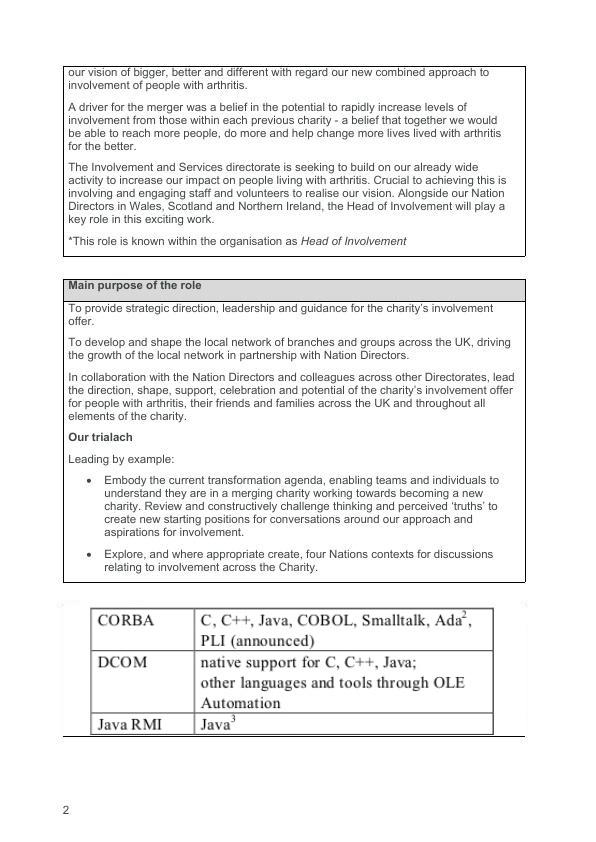 our vision of bigger, better and different with regard our new combined approach to
involvement of people with arthritis.
A driver for the merger was a belief in the potential to rapidly increase levels of
involvement from those within each previous charity - a belief that together we would
be able to reach more people, do more and help change more lives lived with arthritis
for the better.
The Involvement and Services directorate is seeking to build on our already wide
activity to increase our impact on people living with arthritis. Crucial to achieving this is
involving and engaging staff and volunteers to realise our vision. Alongside our Nation
Directors in Wales, Scotland and Northern Ireland, the Head of Involvement will play a
key role in this exciting work.
*This role is known within the organisation as Head of Involvement
Main purpose of the role
To provide strategic direction, leadership and guidance for the charity's involvement
offer.
To develop and shape the local network of branches and groups across the UK, driving
the growth of the local network in partnership with Nation Directors.
In collaboration with the Nation Directors and colleagues across other Directorates, lead
the direction, shape, support, celebration and potential of the charity's involvement offer
for people with arthritis, their friends and families across the UK and throughout all
elements of the charity.
Our trialach
Leading by example:
• Embody the current transformation agenda, enabling teams and individuals to
understand they are in a merging charity working towards becoming a new
charity. Review and constructively challenge thinking and perceived 'truths' to
create new starting positions for conversations around our approach and
aspirations for involvement.
• Explore, and where appropriate create, four Nations contexts for discussions
relating to involvement across the Charity.
CORBA C, C++, Java, COBOL, Smalltalk, Ada²,
PLI (announced)
DCOM native support for C, C++, Java;
other languages and tools through OLE
Automation
Java RMI Java³
2